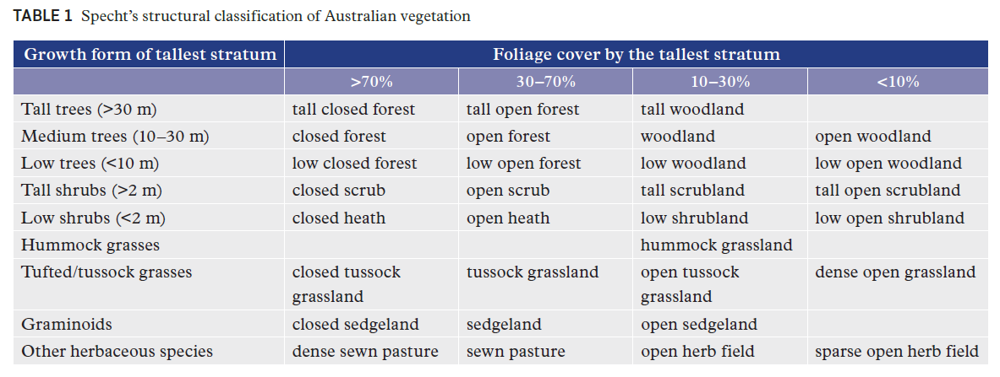 TABLE 1 Specht’s structural classification of Australian vegetation
Growth form of tallest stratum Foliage cover by the tallest stratum
>70% 30–70% 10–30% <10%
Tall trees (>30 m) tall closed forest tall open forest tall woodland
Medium trees (10–30 m) closed forest open forest woodland open woodland
Low trees (<10 m) low closed forest low open forest low woodland low open woodland
Tall shrubs (>2 m) closed scrub open scrub tall scrubland tall open scrubland
Low shrubs (<2 m) closed heath open heath low shrubland low open shrubland
Hummock grasses hummock grassland
Tufted/tussock grasses closed tussock tussock grassland open tussock dense open grassland
grassland grassland
Graminoids closed sedgeland sedgeland open sedgeland
Other herbaceous species dense sewn pasture sewn pasture open herb field sparse open herb field